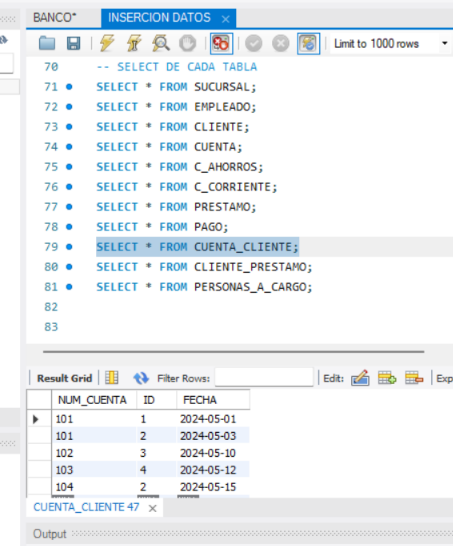 BANCO*
INSERCION DATOS
Limit to 1000 rows
70 -- SELECT DE CADA TABLA
71 SELECT * FROM SUCURSAL;
72 SELECT * FROM EMPLEADO;
73 SELECT * FROM CLIENTE;
74 SELECT * FROM CUENTA;
75 SELECT * FROM C_AHORROS;
76 SELECT * FROM C_CORRIENTE;
77 SELECT * FROM PRESTAMO;
78 SELECT * FROM PAGO;
79 SELECT * FROM CUENTA_CLIENTE;
80 SELECT * FROM CLIENTE_PRESTAMO;
81 SELECT * FROM PERSONAS_A_CARGO;
82
83
Result Grid Filter Rows: Edit: Exp
NUM_CUENTA ID FECHA
101 1 2024-05-01
101 2 2024-05-03
102 3 2024-05-10
103 4 2024-05-12
104 2 2024-05-15
CUENTA_CLIENTE 47
Output